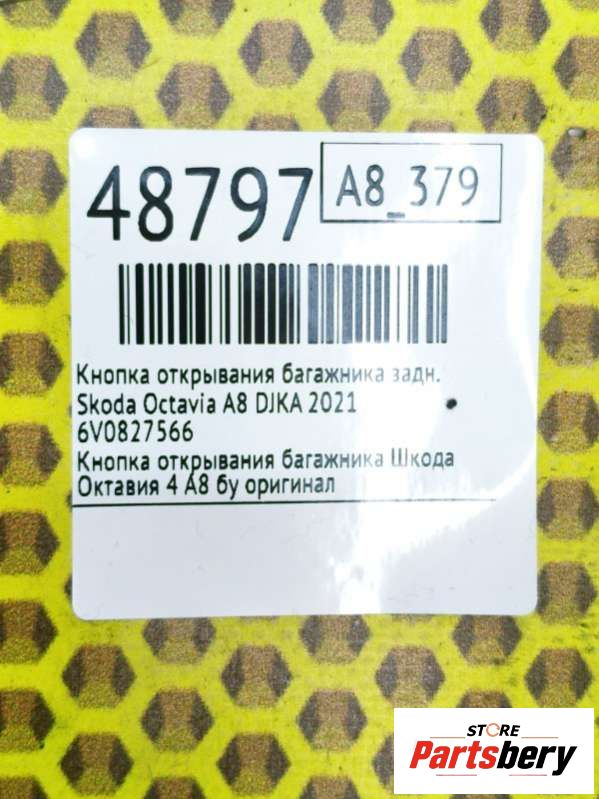 48797
A8_379
Кнопка открывания багажника задн.
Skoda Octavia A8 DJKA 2021
6V0827566
Кнопка открывания багажника Шкода
Октавия 4 A8 бу оригинал
STORE
Partsbery